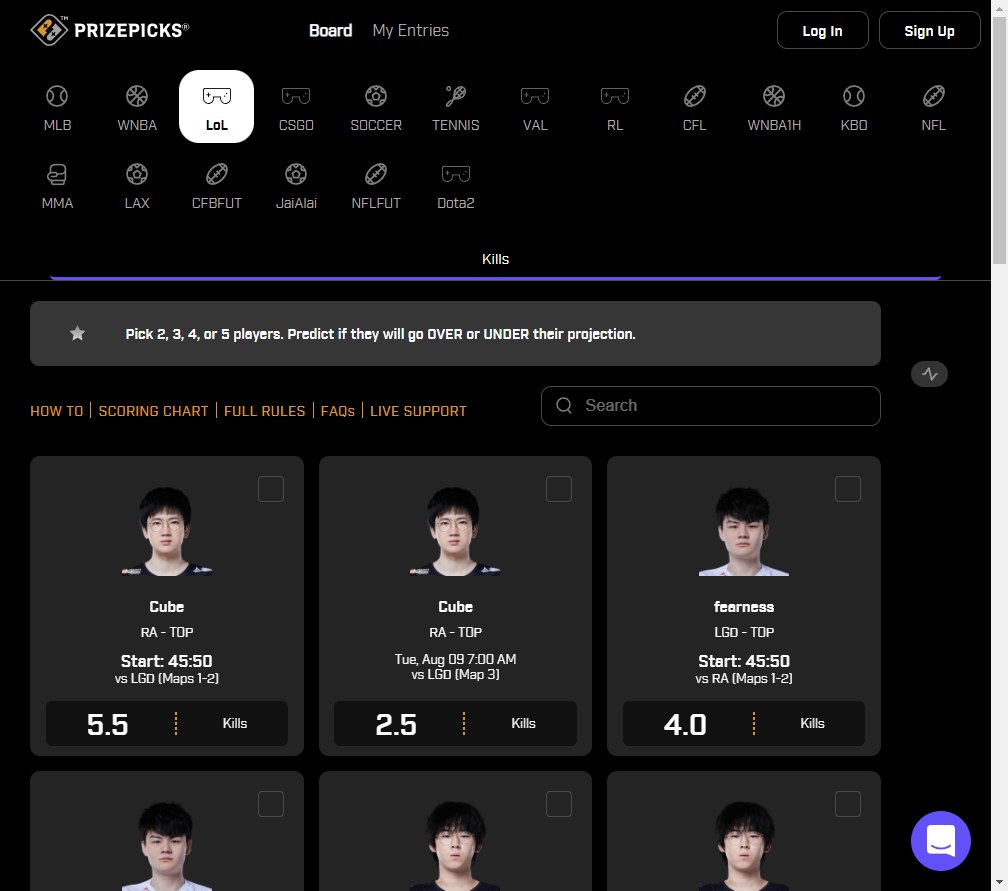 PRIZEPICKS®
TM
Board
My Entries
Log In
Sign Up
MLB
WNBA
LoL
CSGO
SOCCER
TENNIS
VAL
RL
CFL
WNBA1H
KBO
NFL
MMA
LAX
CFBFUT
JaiAlai
NFLFUT
Dota2
Kills
Pick 2, 3, 4, or 5 players. Predict if they will go OVER or UNDER their projection.
HOW TO | SCORING CHART | FULL RULES | FAQs | LIVE SUPPORT
Search
Cube
RA - TOP
Start: 45:50
vs LGD (Maps 1-2)
5.5
Kills
Cube
RA - TOP
Tue, Aug 09 7:00 AM
vs LGD (Map 3)
2.5
Kills
fearness
LGD - TOP
Start: 45:50
vs RA (Maps 1-2)
4.0
Kills